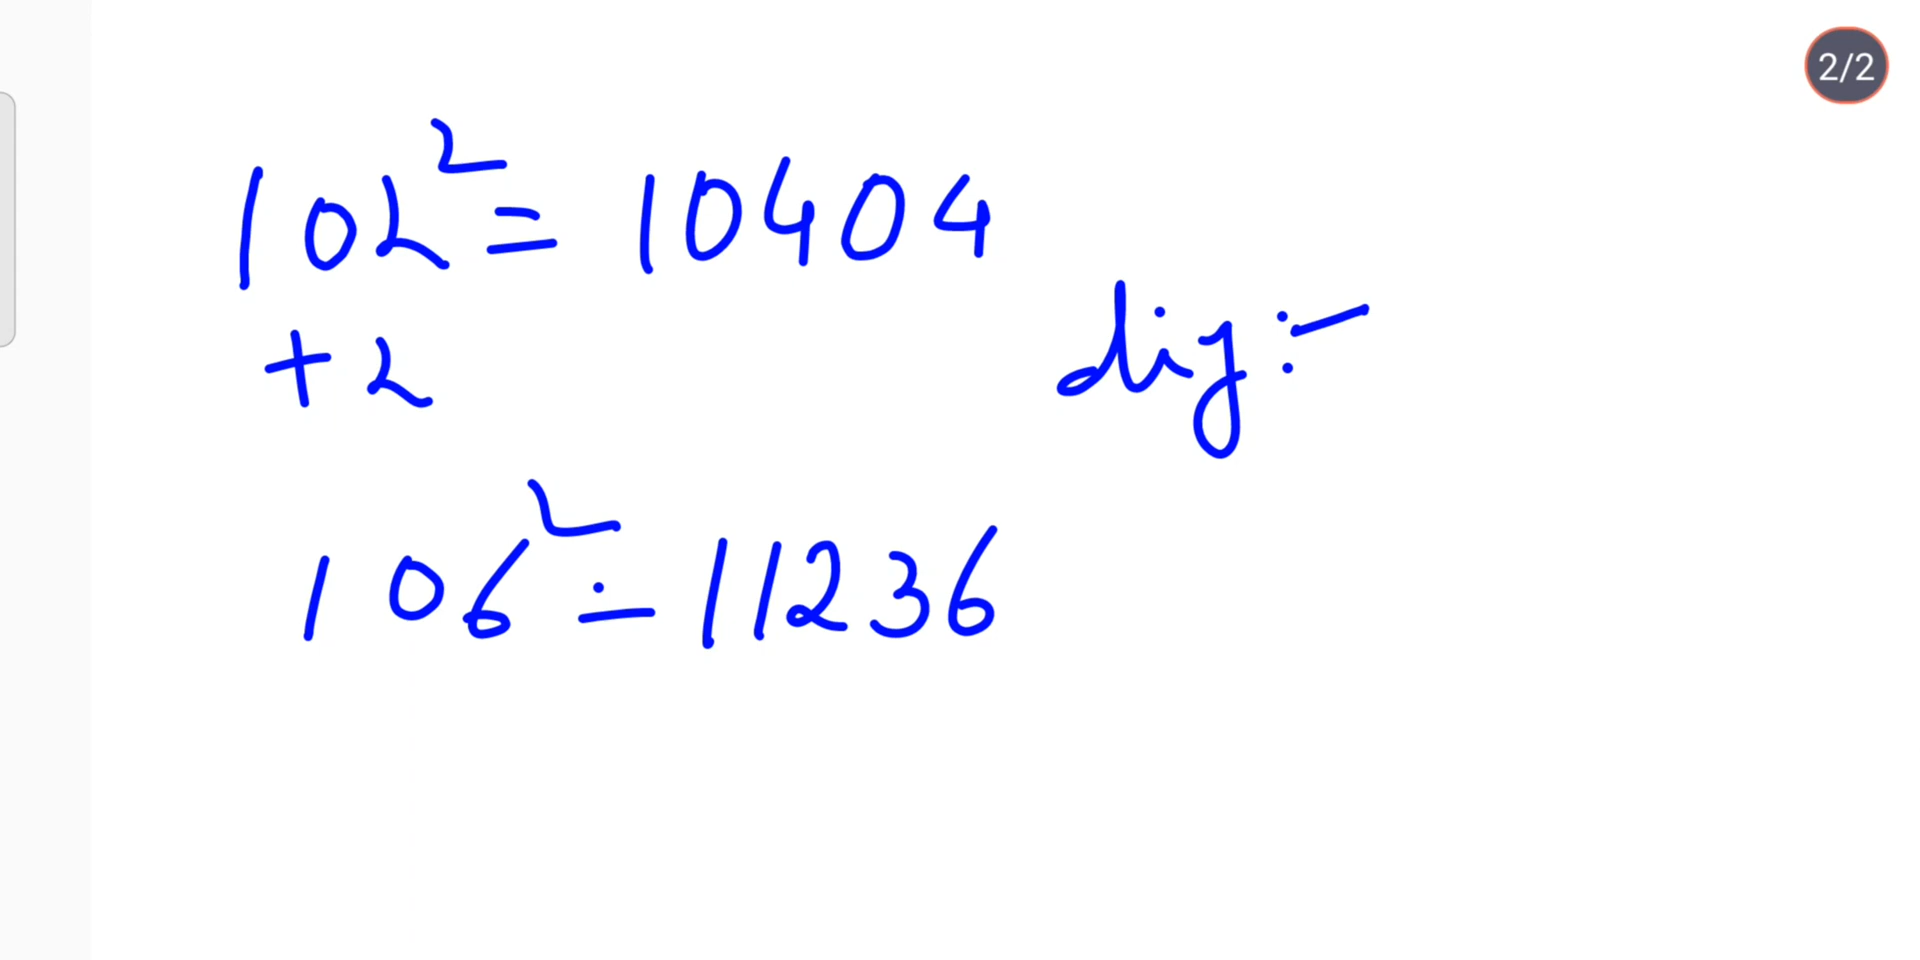 2/2
102² = 10404
+2
dig:-
106² ∸ 11236